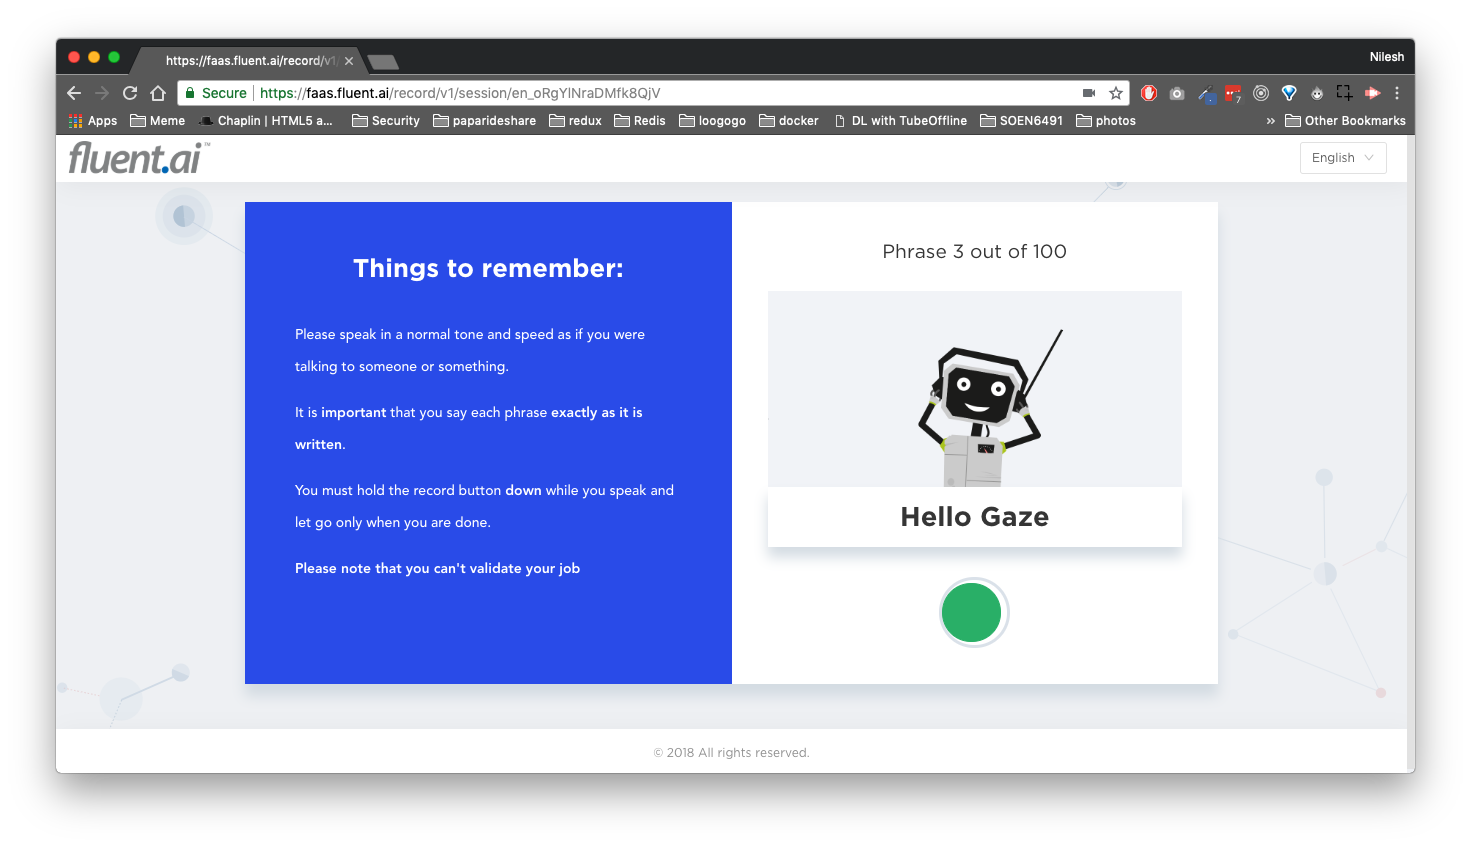 https://faas.fluent.ai/record/v1/
Nilesh
Secure https://faas.fluent.ai/record/v1/session/en_oRgYlNraDMfk8QjV
7
Apps Meme Chaplin | HTML5 a... Security paparideshare redux Redis loogogo docker DL with TubeOffline SOEN6491 photos » Other Bookmarks
fluent.ai™
English
Things to remember:
Please speak in a normal tone and speed as if you were
talking to someone or something.
It is important that you say each phrase exactly as it is
written.
You must hold the record button down while you speak and
let go only when you are done.
Please note that you can't validate your job
Phrase 3 out of 100
Hello Gaze
© 2018 All rights reserved.